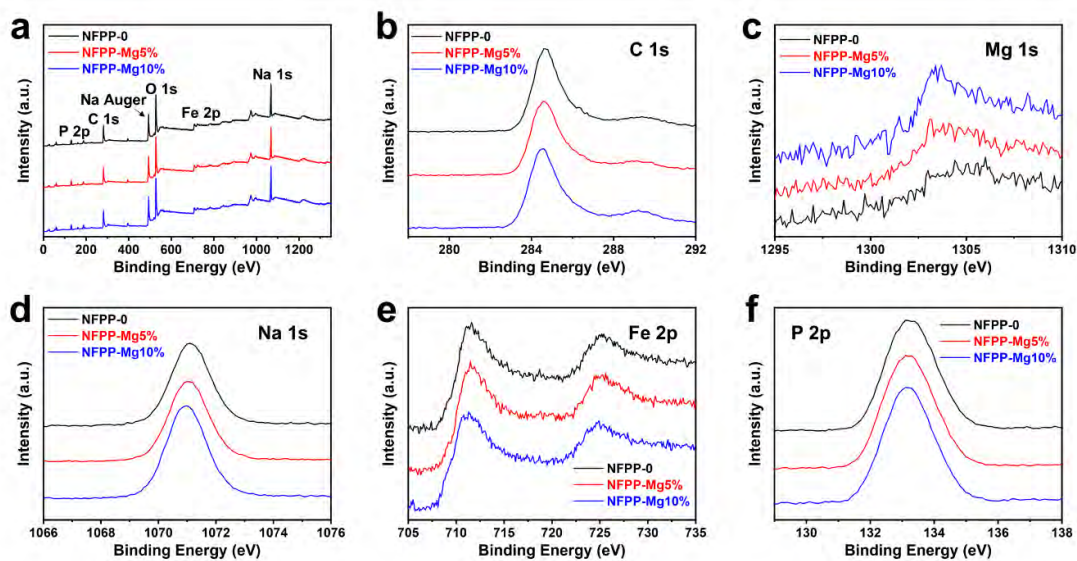 a
NFPP-0
NFPP-Mg5%
NFPP-Mg10%
Na 1s
O 1s
Na Auger
Fe 2p
C 1s
P 2p
Intensity (a.u.)
0 200 400 600 800 1000 1200
Binding Energy (eV)
b
NFPP-0
NFPP-Mg5%
NFPP-Mg10%
C 1s
Intensity (a.u.)
280 284 288 292
Binding Energy (eV)
c
NFPP-0
NFPP-Mg5%
NFPP-Mg10%
Mg 1s
Intensity (a.u.)
1295 1300 1305 1310
Binding Energy (eV)
d
NFPP-0
NFPP-Mg5%
NFPP-Mg10%
Na 1s
Intensity (a.u.)
1066 1068 1070 1072 1074 1076
Binding Energy (eV)
e
Fe 2p
NFPP-0
NFPP-Mg5%
NFPP-Mg10%
Intensity (a.u.)
705 710 715 720 725 730 735
Binding Energy (eV)
f
P 2p
NFPP-0
NFPP-Mg5%
NFPP-Mg10%
Intensity (a.u.)
130 132 134 136 138
Binding Energy (eV)